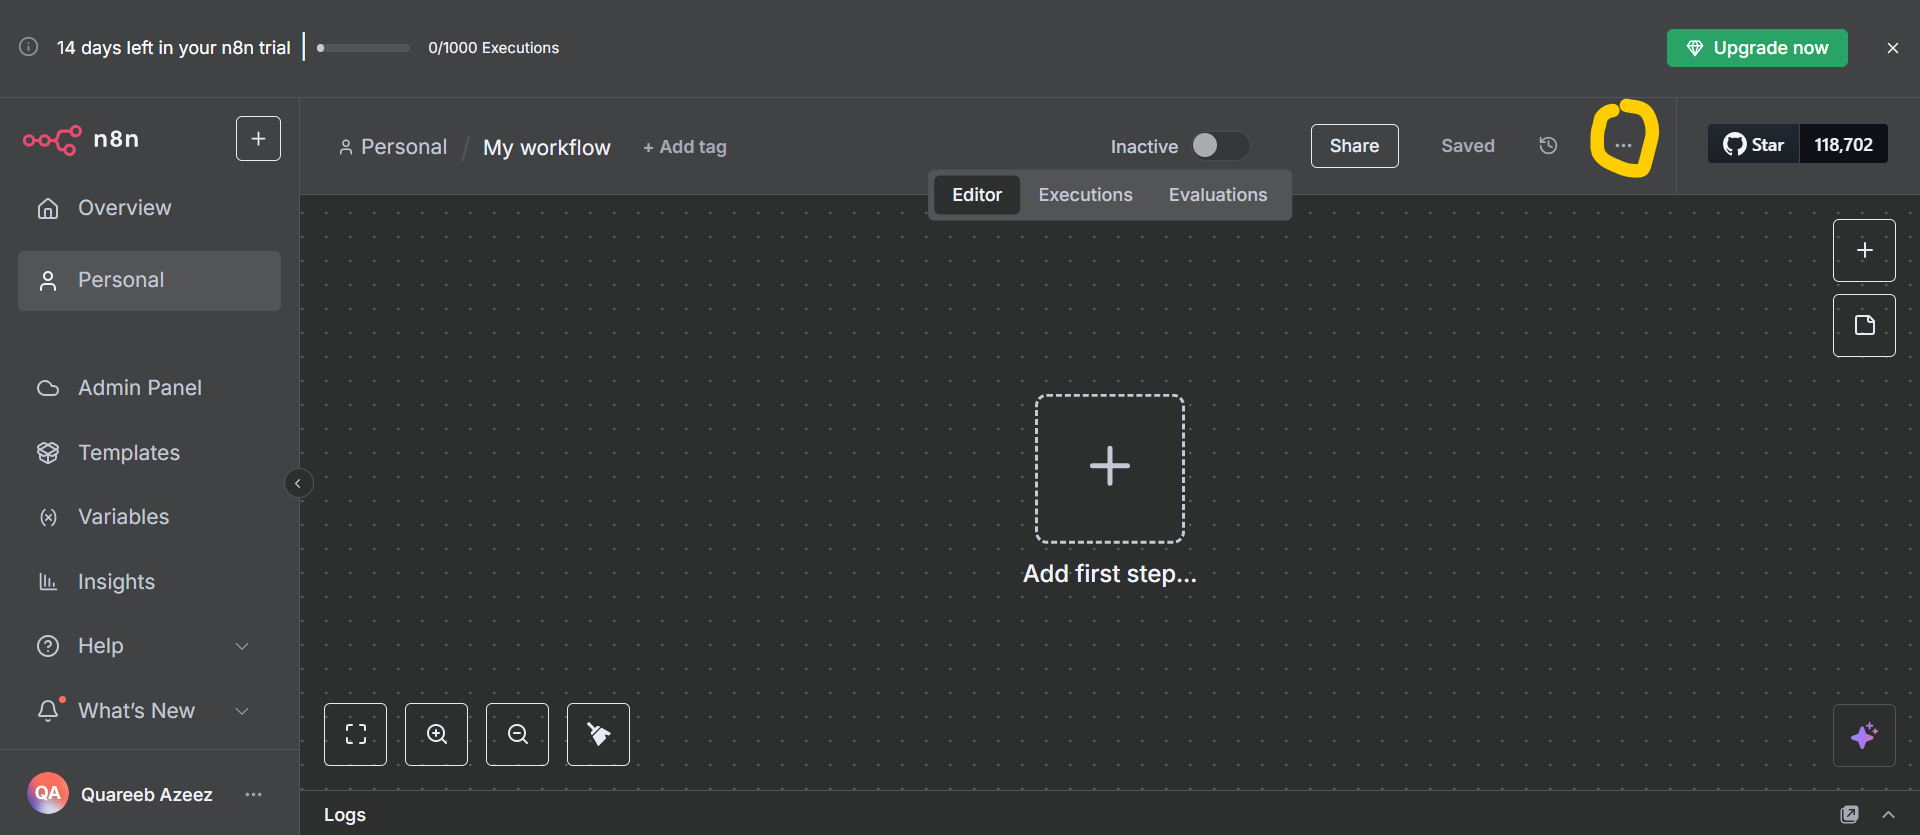 14 days left in your n8n trial
0/1000 Executions
Upgrade now
n8n
Personal / My workflow
+ Add tag
Inactive
Share
Saved
Star
118,702
Editor
Executions
Evaluations
Overview
Personal
Admin Panel
Templates
Variables
Insights
Help
What's New
Add first step...
QA
Quareeb Azeez
Logs